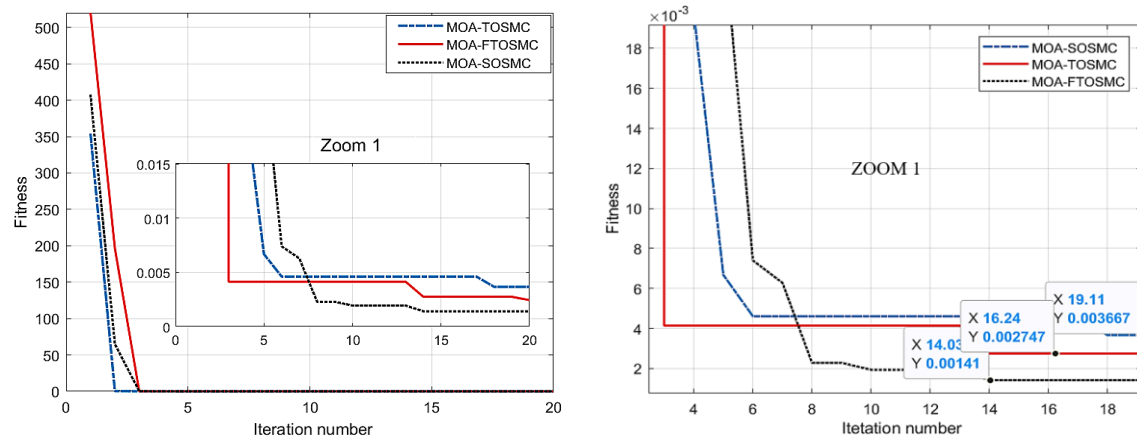 520
500
450
400
350
300
250
200
150
100
50
0
Fitness
0
5
10
15
20
Iteration number
MOA-TOSMC
MOA-FTOSMC
MOA-SOSMC
Zoom 1
0.015
0.01
0.005
0
0
5
10
15
20
×10⁻³
18
16
14
12
10
8
6
4
2
Fitness
4
6
8
10
12
14
16
18
Itetation number
MOA-SOSMC
MOA-TOSMC
MOA-FTOSMC
ZOOM 1
X 14.03
Y 0.00141
X 16.24
Y 0.002747
X 19.11
Y 0.003667